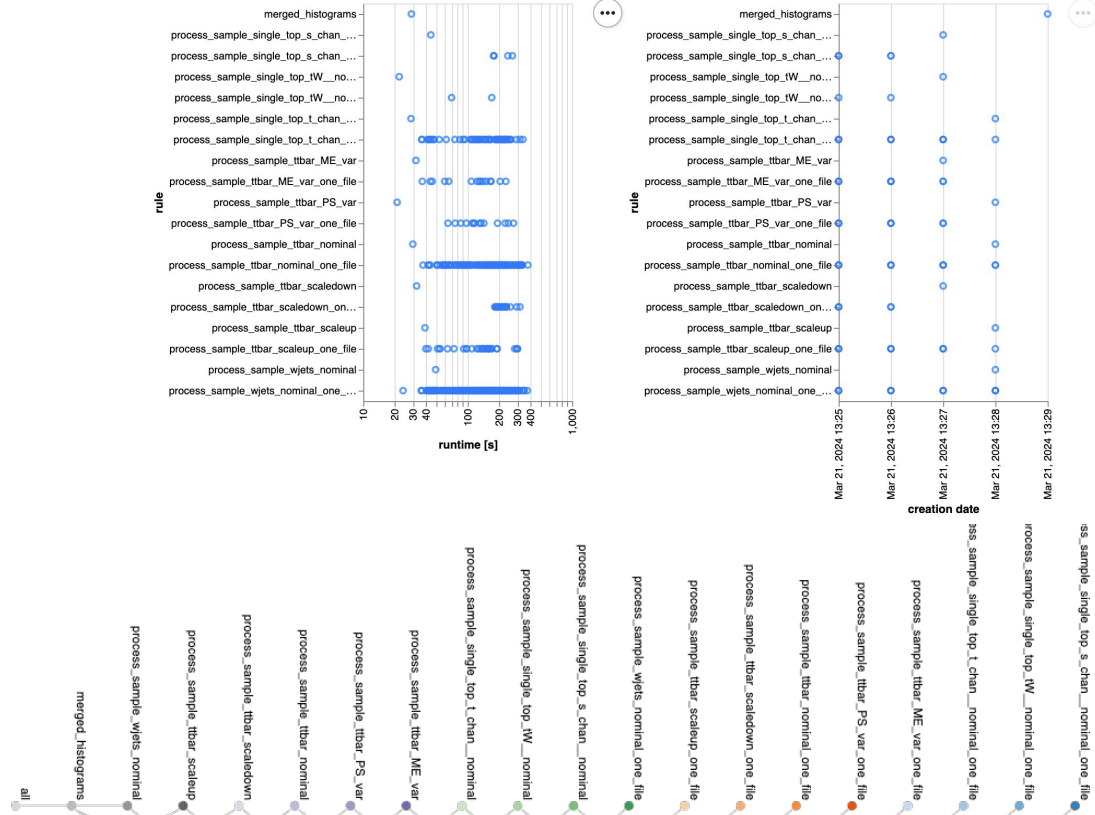 merged_histograms
process_sample_single_top_s_chan_...
process_sample_single_top_s_chan_...
process_sample_single_top_tW__no...
process_sample_single_top_tW__no...
process_sample_single_top_t_chan_...
process_sample_single_top_t_chan_...
process_sample_ttbar_ME_var
process_sample_ttbar_ME_var_one_file
process_sample_ttbar_PS_var
process_sample_ttbar_PS_var_one_file
process_sample_ttbar_nominal
process_sample_ttbar_nominal_one_file
process_sample_ttbar_scaledown
process_sample_ttbar_scaledown_on...
process_sample_ttbar_scaleup
process_sample_ttbar_scaleup_one_file
process_sample_wjets_nominal
process_sample_wjets_nominal_one_...
rule
10
20
30
40
100
200
300
400
1,000
runtime [s]
merged_histograms
process_sample_single_top_s_chan_...
process_sample_single_top_s_chan_...
process_sample_single_top_tW__no...
process_sample_single_top_tW__no...
process_sample_single_top_t_chan_...
process_sample_single_top_t_chan_...
process_sample_ttbar_ME_var
process_sample_ttbar_ME_var_one_file
process_sample_ttbar_PS_var
process_sample_ttbar_PS_var_one_file
process_sample_ttbar_nominal
process_sample_ttbar_nominal_one_file
process_sample_ttbar_scaledown
process_sample_ttbar_scaledown_on...
process_sample_ttbar_scaleup
process_sample_ttbar_scaleup_one_file
process_sample_wjets_nominal
process_sample_wjets_nominal_one_...
rule
Mar 21, 2024 13:25
Mar 21, 2024 13:26
Mar 21, 2024 13:27
Mar 21, 2024 13:28
Mar 21, 2024 13:29
creation date
all
merged_histograms
process_sample_wjets_nominal
process_sample_ttbar_scaleup
process_sample_ttbar_scaledown
process_sample_ttbar_nominal
process_sample_ttbar_PS_var
process_sample_ttbar_ME_var
process_sample_single_top_t_chan__nominal
process_sample_single_top_tW__nominal
process_sample_single_top_s_chan__nominal
process_sample_wjets_nominal_one_file
process_sample_ttbar_scaleup_one_file
process_sample_ttbar_scaledown_one_file
process_sample_ttbar_nominal_one_file
process_sample_ttbar_PS_var_one_file
process_sample_ttbar_ME_var_one_file
ss_sample_single_top_t_chan__nominal_one_file
rocess_sample_single_top_tW__nominal_one_file
ss_sample_single_top_s_chan__nominal_one_file